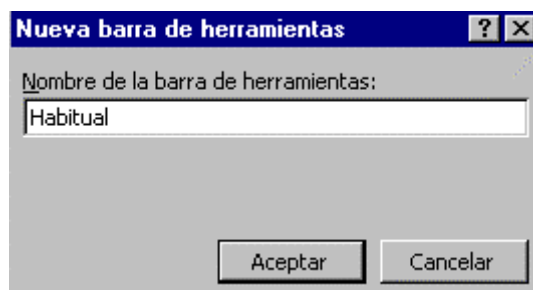 Nueva barra de herramientas
Nombre de la barra de herramientas:
Habitual
Aceptar Cancelar